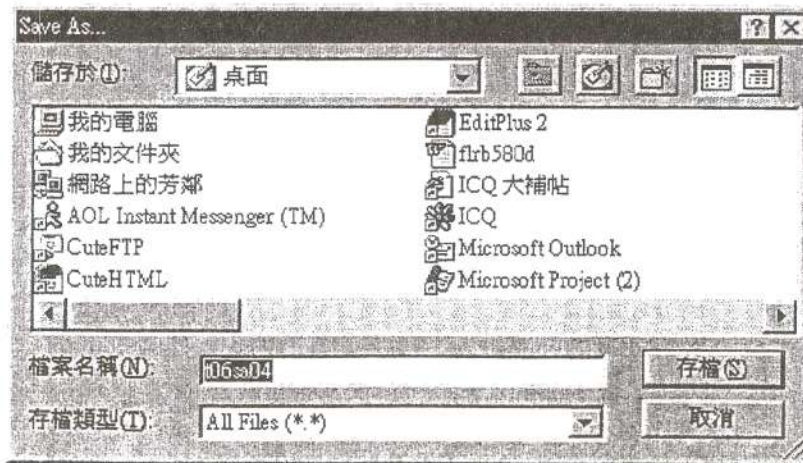 Save As...
儲存於(I): 桌面
我的電腦
我的文件夾
網路上的芳鄰
AOL Instant Messenger (TM)
CuteFTP
CuteHTML
EditPlus 2
flrb580d
ICQ 大補帖
ICQ
Microsoft Outlook
Microsoft Project (2)
檔案名稱(N): t06sa04
存檔(S)
存檔類型(T): All Files (*.*)
取消